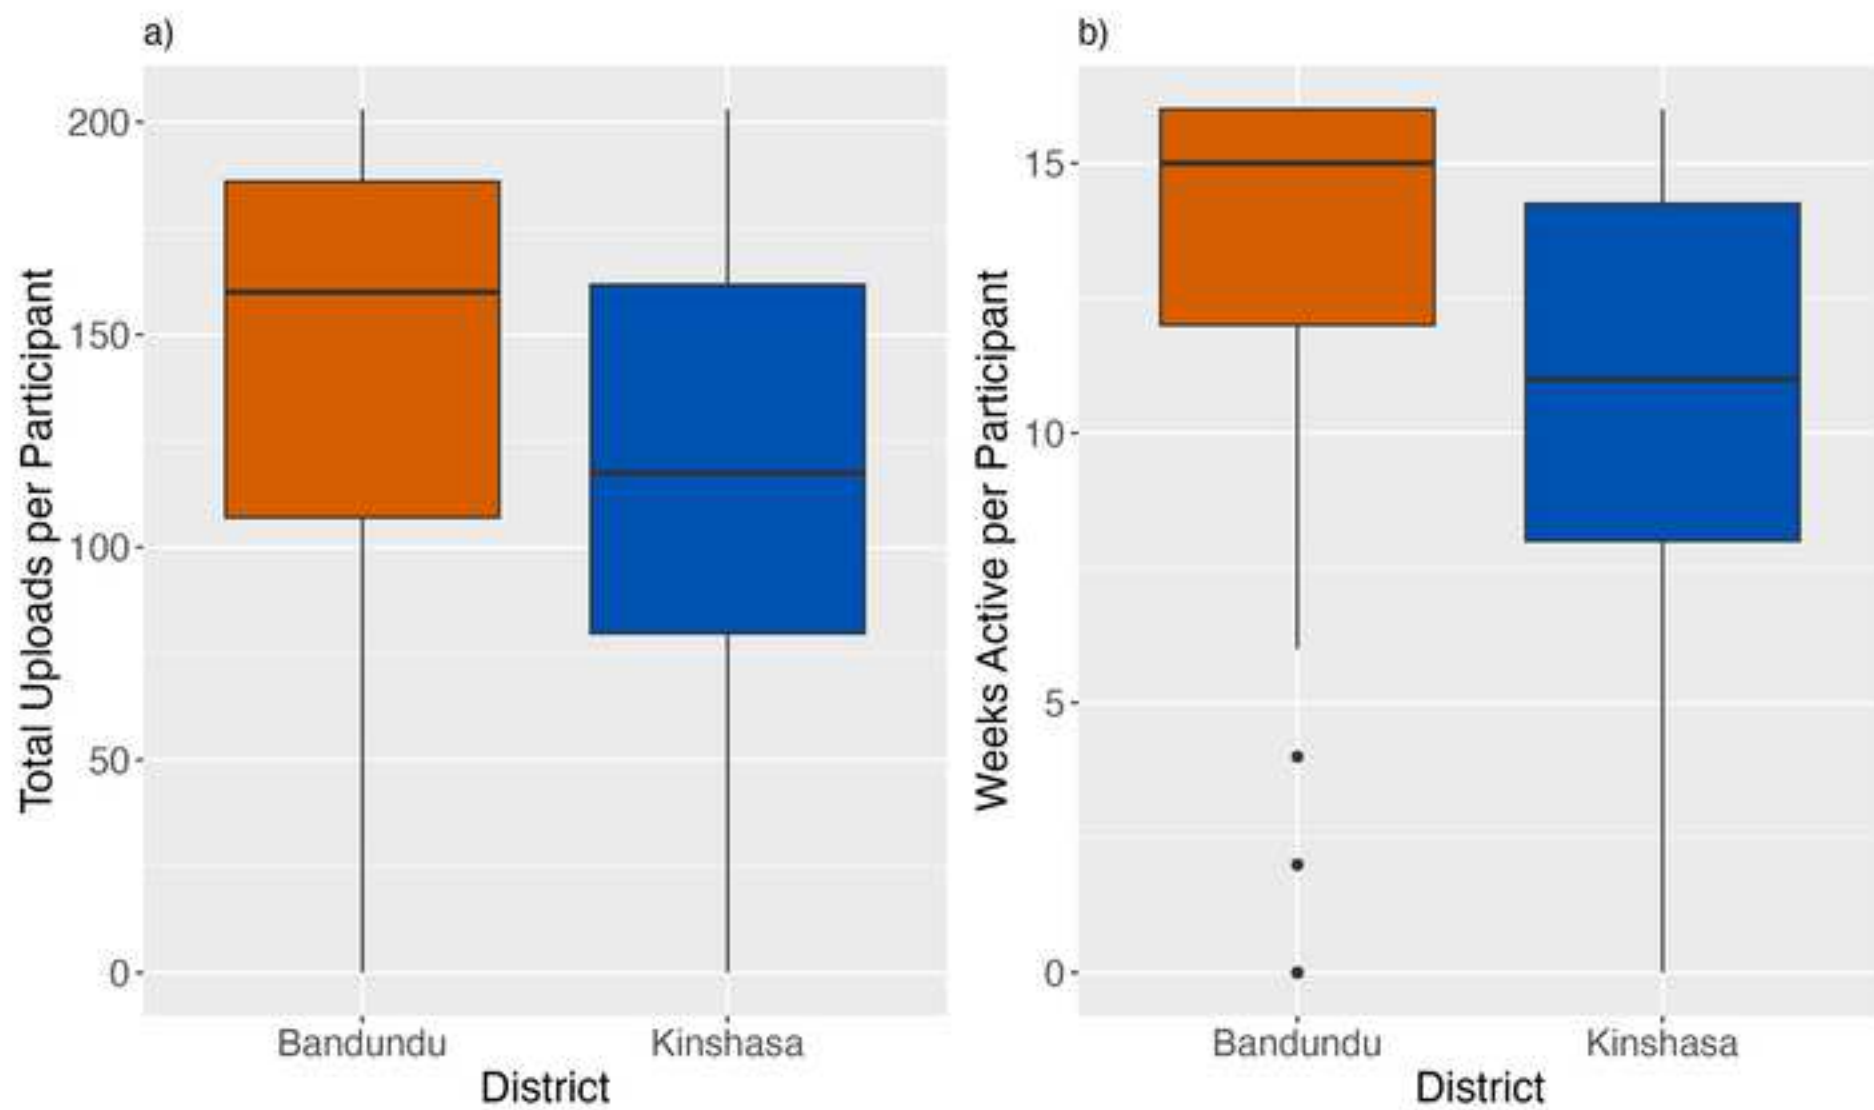 a)
Total Uploads per Participant
200
150
100
50
0
Bandundu
Kinshasa
District
b)
Weeks Active per Participant
15
10
5
0
Bandundu
Kinshasa
District